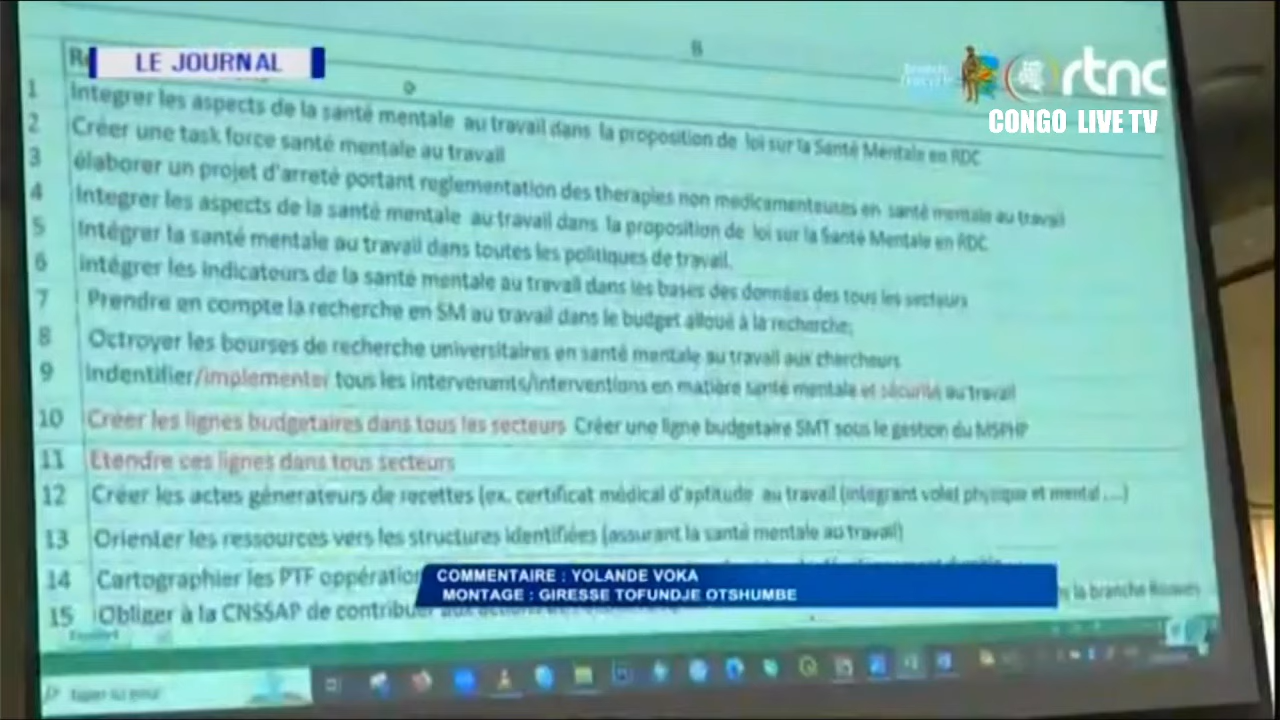 LE JOURNAL
rtnc
CONGO LIVE TV
B
1 Integrer les aspects de la santé mentale au travail dans la proposition de loi sur la Santé Mentale en RDC
2 Créer une task force santé mentale au travail
3 élaborer un projet d'arreté portant reglementation des therapies non medicamenteuses en santé mentale au travail
4 Integrer les aspects de la santé mentale au travail dans la proposition de loi sur la Santé Mentale en RDC
5 Intégrer la santé mentale au travail dans toutes les politiques de travail.
6 Intégrer les indicateurs de la santé mentale au travail dans les bases des données des tous les secteurs
7 Prendre en compte la recherche en SM au travail dans le budget alloué à la recherche;
8 Octroyer les bourses de recherche universitaires en santé mentale au travail aux chercheurs
9 Indentifier/implementer tous les intervenants/interventions en matière santé mentale et sécurité au travail
10 Créer les lignes budgetaires dans tous les secteurs Créer une ligne budgetaire SMT sous le gestion du MSPHP
11 Etendre ces lignes dans tous secteurs
12 Créer les actes génerateurs de recettes (ex. certificat médical d'aptitude au travail (integrant volet physique et mental ...)
13 Orienter les ressources vers les structures identifiées (assurant la santé mentale au travail)
14 Cartographier les PTF
15 Obliger à la CNSSAP de contribuer la branche
COMMENTAIRE : YOLANDE VOKA
MONTAGE : GIRESSE TOFUNDJE OTSHUMBE